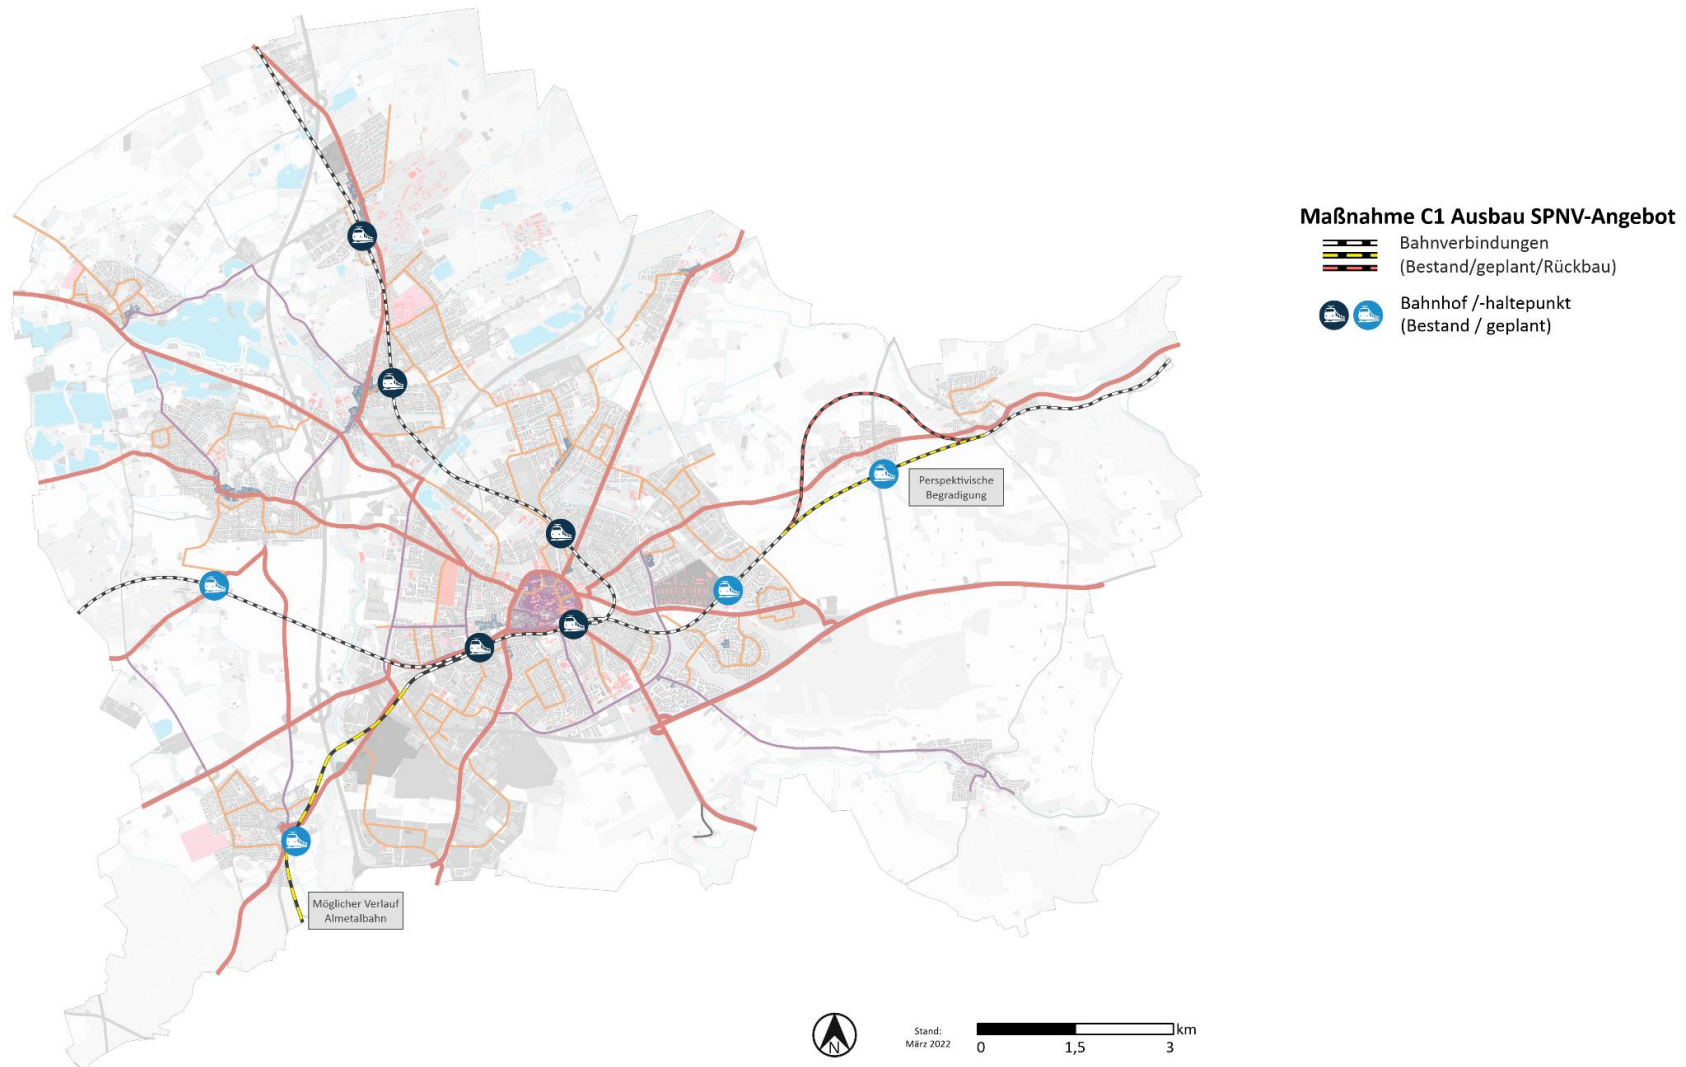 Maßnahme C1 Ausbau SPNV-Angebot
Bahnverbindungen
(Bestand/geplant/Rückbau)
Bahnhof /-haltepunkt
(Bestand / geplant)
Perspektivische
Begradigung
Möglicher Verlauf
Almetalbahn
N
Stand:
März 2022
km
0 1,5 3